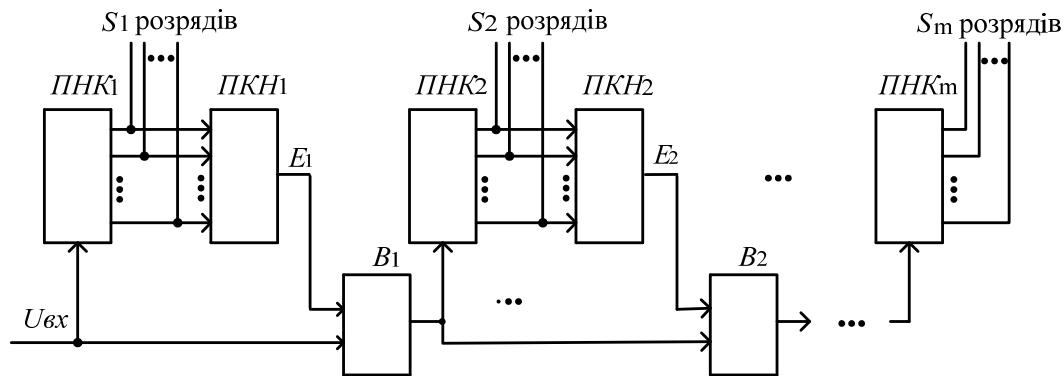 S1 розрядів
S2 розрядів
Sm розрядів
ПНК1
ПКН1
ПНК2
ПКН2
ПНКm
E1
E2
B1
B2
Uвх